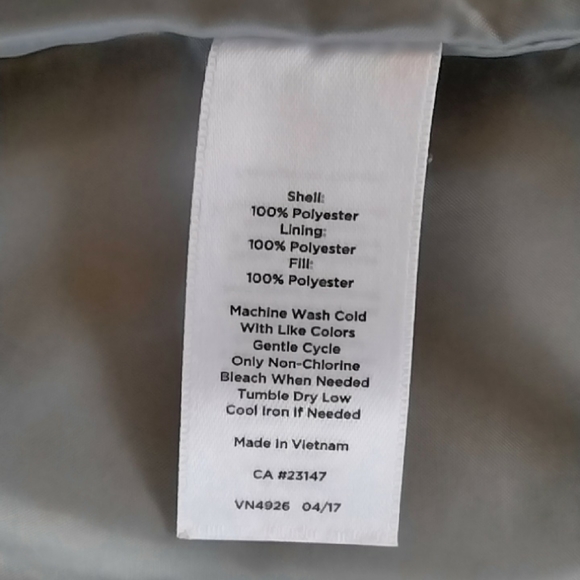 Shell:
100% Polyester
Lining:
100% Polyester
Fill:
100% Polyester
Machine Wash Cold
With Like Colors
Gentle Cycle
Only Non-Chlorine
Bleach When Needed
Tumble Dry Low
Cool Iron If Needed
Made In Vietnam
CA #23147
VN4926 04/17